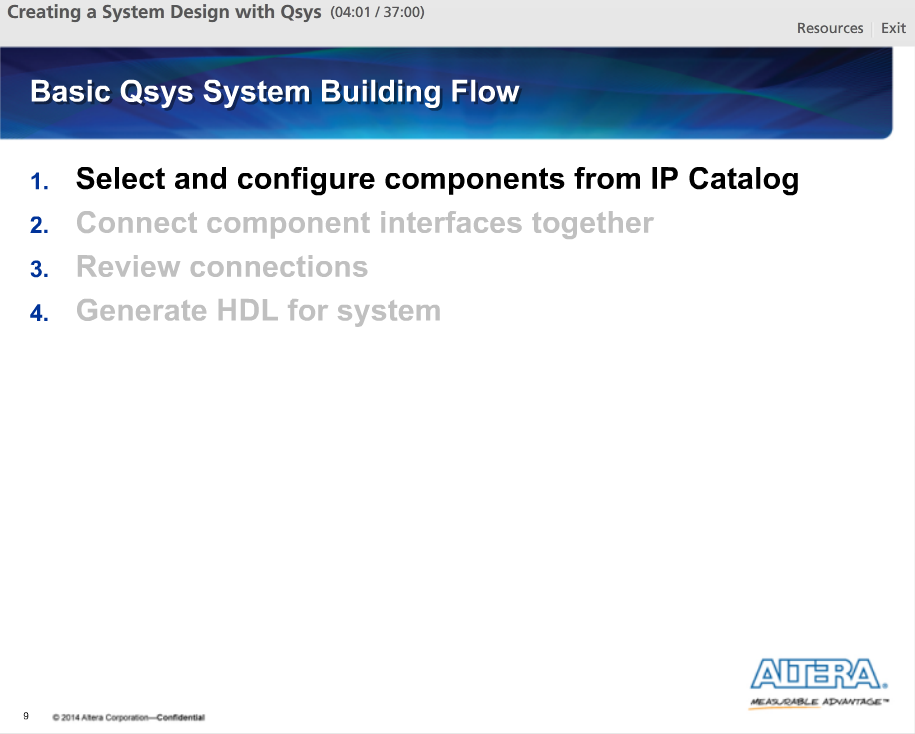 Creating a System Design with Qsys (04:01 / 37:00)
Resources Exit
Basic Qsys System Building Flow
1. Select and configure components from IP Catalog
2. Connect component interfaces together
3. Review connections
4. Generate HDL for system
ALTERA®
MEASURABLE ADVANTAGE™
9 © 2014 Altera Corporation—Confidential